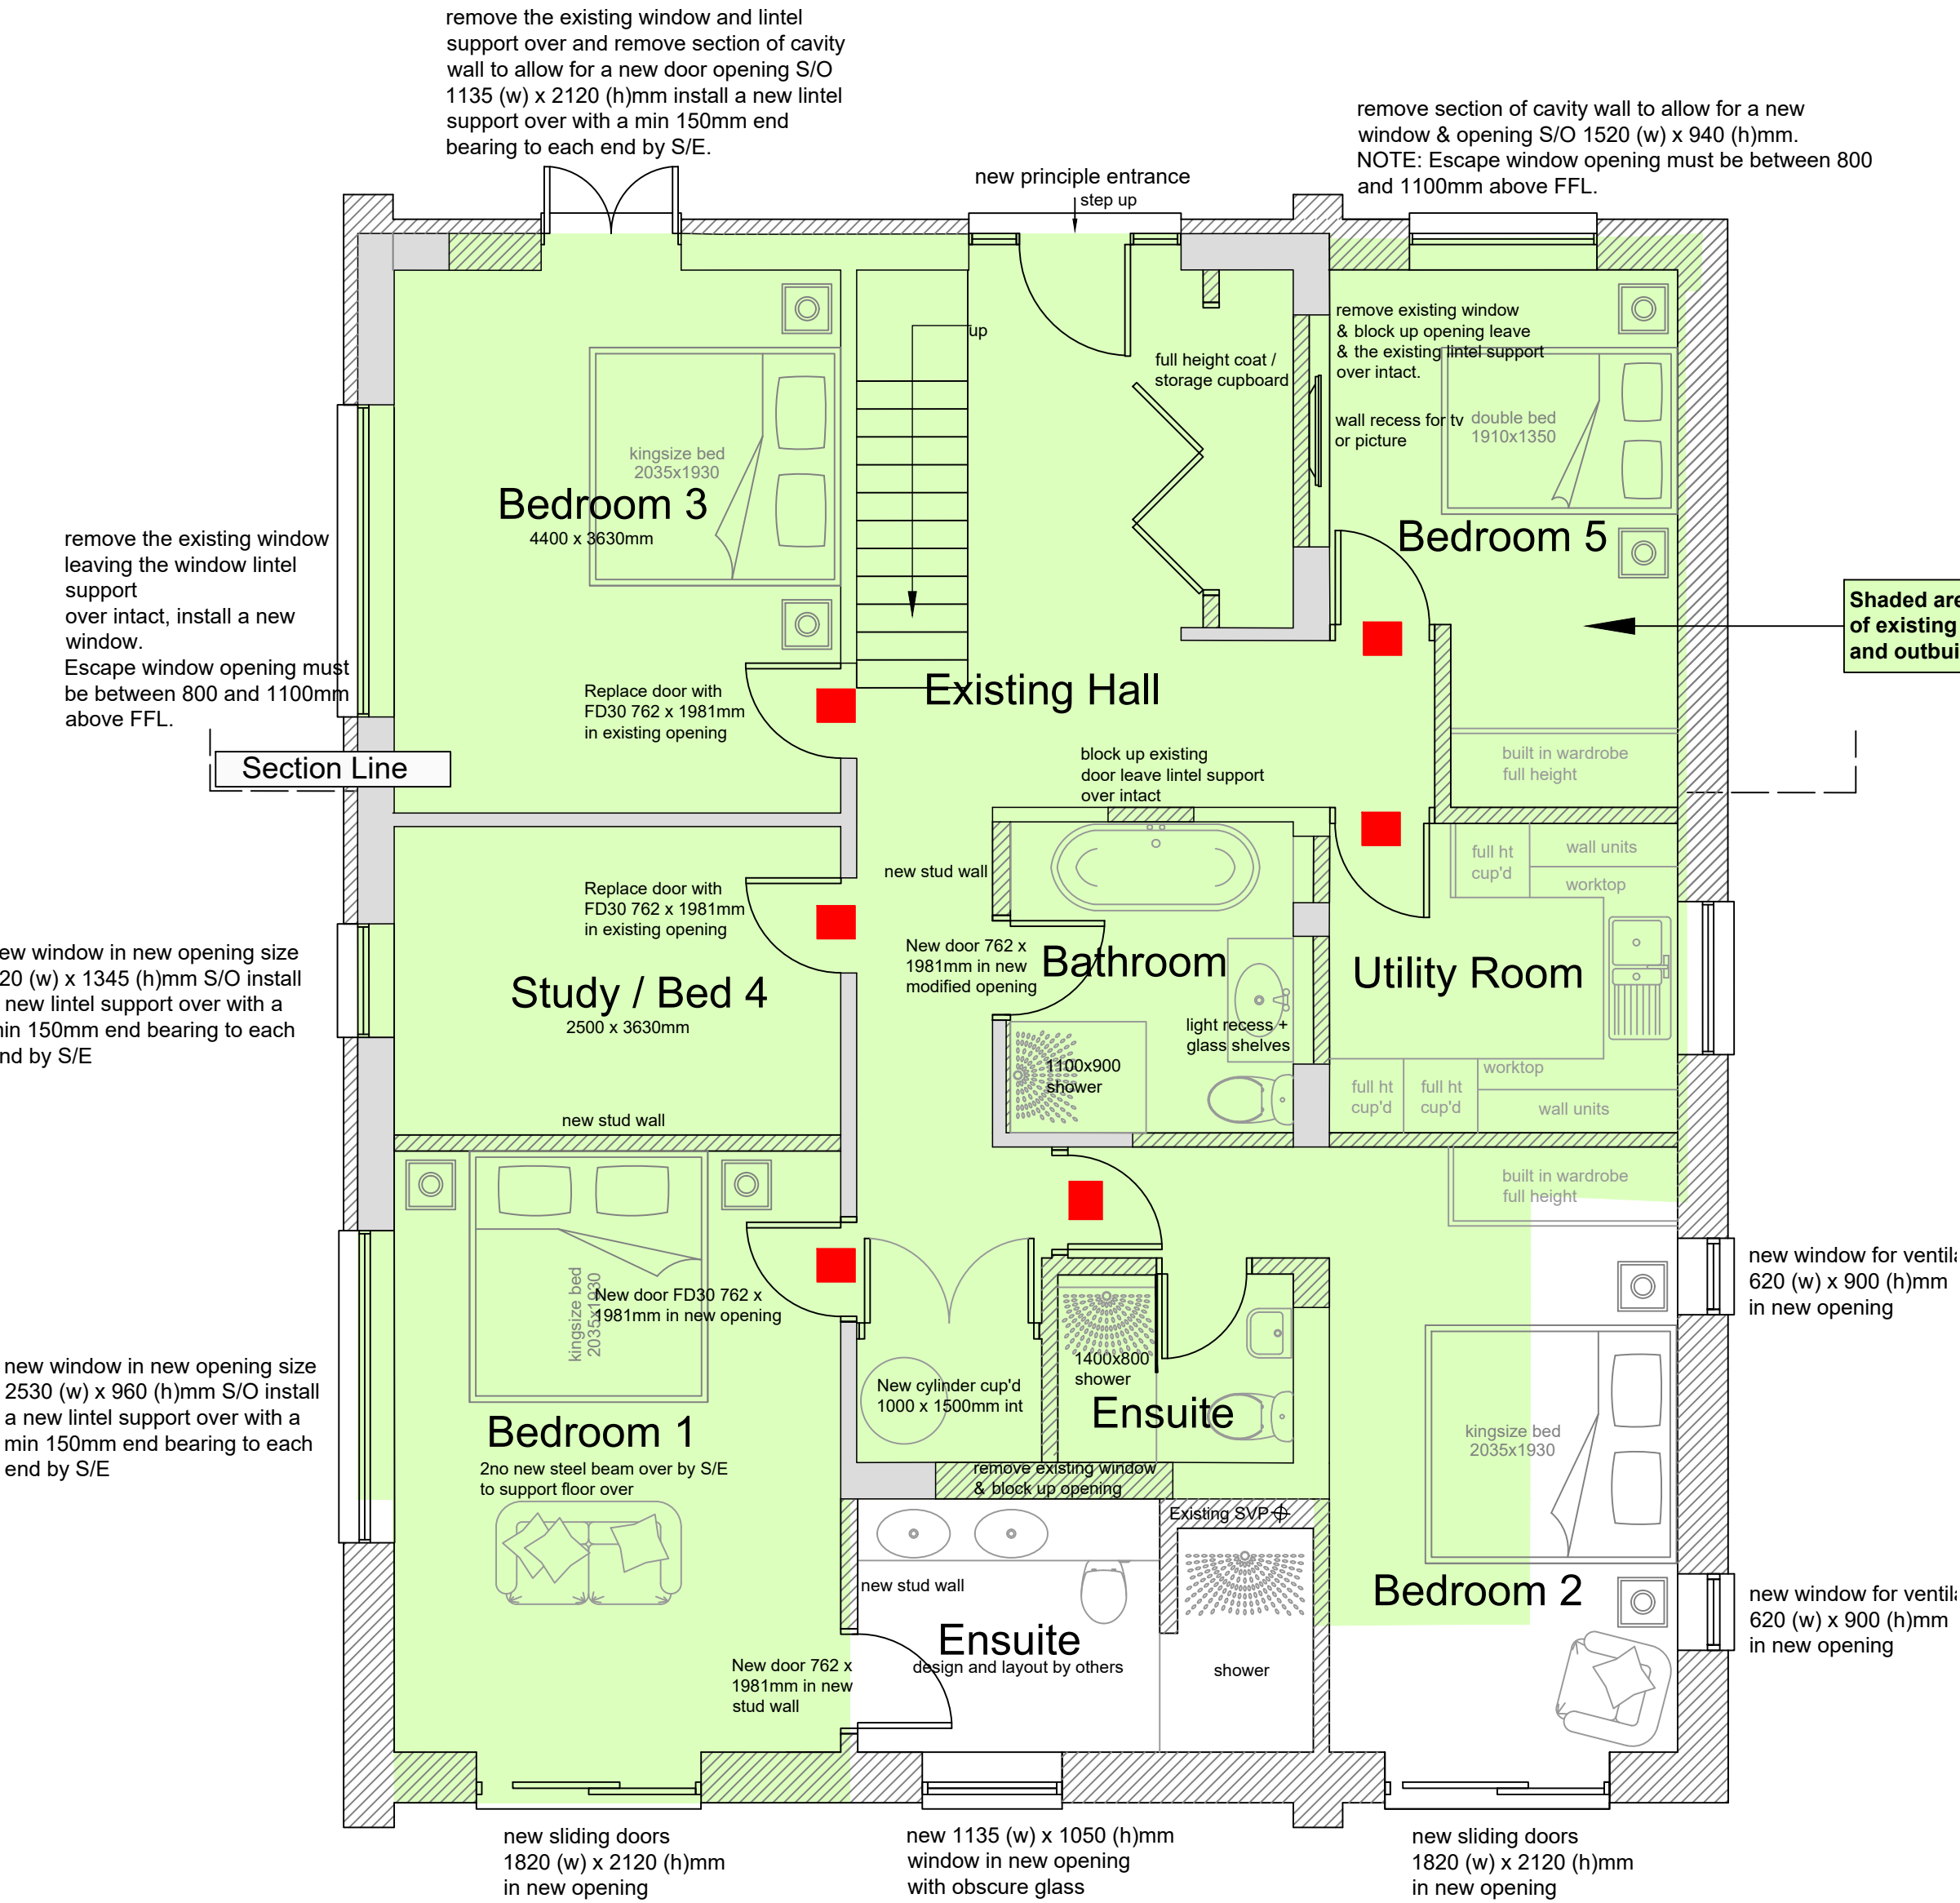 remove the existing window and lintel
support over and remove section of cavity
wall to allow for a new door opening S/O
1135 (w) x 2120 (h)mm install a new lintel
support over with a min 150mm end
bearing to each end by S/E.
remove section of cavity wall to allow for a new
window & opening S/O 1520 (w) x 940 (h)mm.
NOTE: Escape window opening must be between 800
and 1100mm above FFL.
new principle entrance
step up
up
full height coat /
storage cupboard
remove existing window
& block up opening leave
& the existing lintel support
over intact.
wall recess for tv
or picture
double bed
1910x1350
Bedroom 5
kingsize bed
2035x1930
Bedroom 3
4400 x 3630mm
remove the existing window
leaving the window lintel
support
over intact, install a new
window.
Escape window opening must
be between 800 and 1100mm
above FFL.
Shaded are
of existing
and outbui
Section Line
Replace door with
FD30 762 x 1981mm
in existing opening
Existing Hall
block up existing
door leave lintel support
over intact
built in wardrobe
full height
new stud wall
Replace door with
FD30 762 x 1981mm
in existing opening
full ht
cup'd
wall units
worktop
ew window in new opening size
20 (w) x 1345 (h)mm S/O install
new lintel support over with a
in 150mm end bearing to each
nd by S/E
Study / Bed 4
2500 x 3630mm
New door 762 x
1981mm in new
modified opening
Bathroom
Utility Room
light recess +
glass shelves
1100x900
shower
worktop
full ht
cup'd
full ht
cup'd
wall units
new stud wall
built in wardrobe
full height
kingsize bed
2035x1930
New door FD30 762 x
1981mm in new opening
new window for ventil
620 (w) x 900 (h)mm
in new opening
new window in new opening size
2530 (w) x 960 (h)mm S/O install
a new lintel support over with a
min 150mm end bearing to each
end by S/E
1400x800
shower
New cylinder cup'd
1000 x 1500mm int
Ensuite
Bedroom 1
2no new steel beam over by S/E
to support floor over
kingsize bed
2035x1930
remove existing window
& block up opening
Existing SVP
new stud wall
Bedroom 2
new window for ventil
620 (w) x 900 (h)mm
in new opening
Ensuite
design and layout by others
shower
New door 762 x
1981mm in new
stud wall
new sliding doors
1820 (w) x 2120 (h)mm
in new opening
new 1135 (w) x 1050 (h)mm
window in new opening
with obscure glass
new sliding doors
1820 (w) x 2120 (h)mm
in new opening